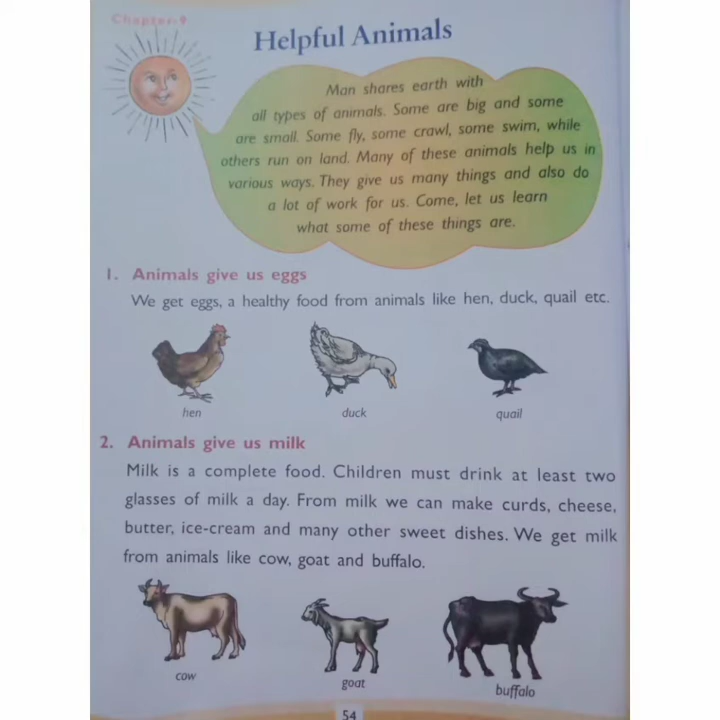 Chapter-9
Helpful Animals
Man shares earth with
all types of animals. Some are big and some
are small. Some fly, some crawl, some swim, while
others run on land. Many of these animals help us in
various ways. They give us many things and also do
a lot of work for us. Come, let us learn
what some of these things are.
1. Animals give us eggs
We get eggs, a healthy food from animals like hen, duck, quail etc.
hen duck quail
2. Animals give us milk
Milk is a complete food. Children must drink at least two
glasses of milk a day. From milk we can make curds, cheese,
butter, ice-cream and many other sweet dishes. We get milk
from animals like cow, goat and buffalo.
cow goat buffalo
54